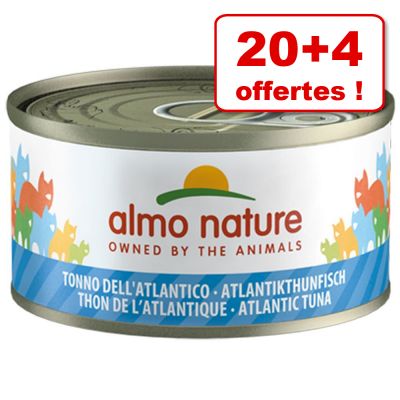 20+4
offertes !
almo nature
OWNED BY THE ANIMALS
TONNO DELL'ATLANTICO · ATLANTIKTHUNFISCH
THON DE L'ATLANTIQUE · ATLANTIC TUNA